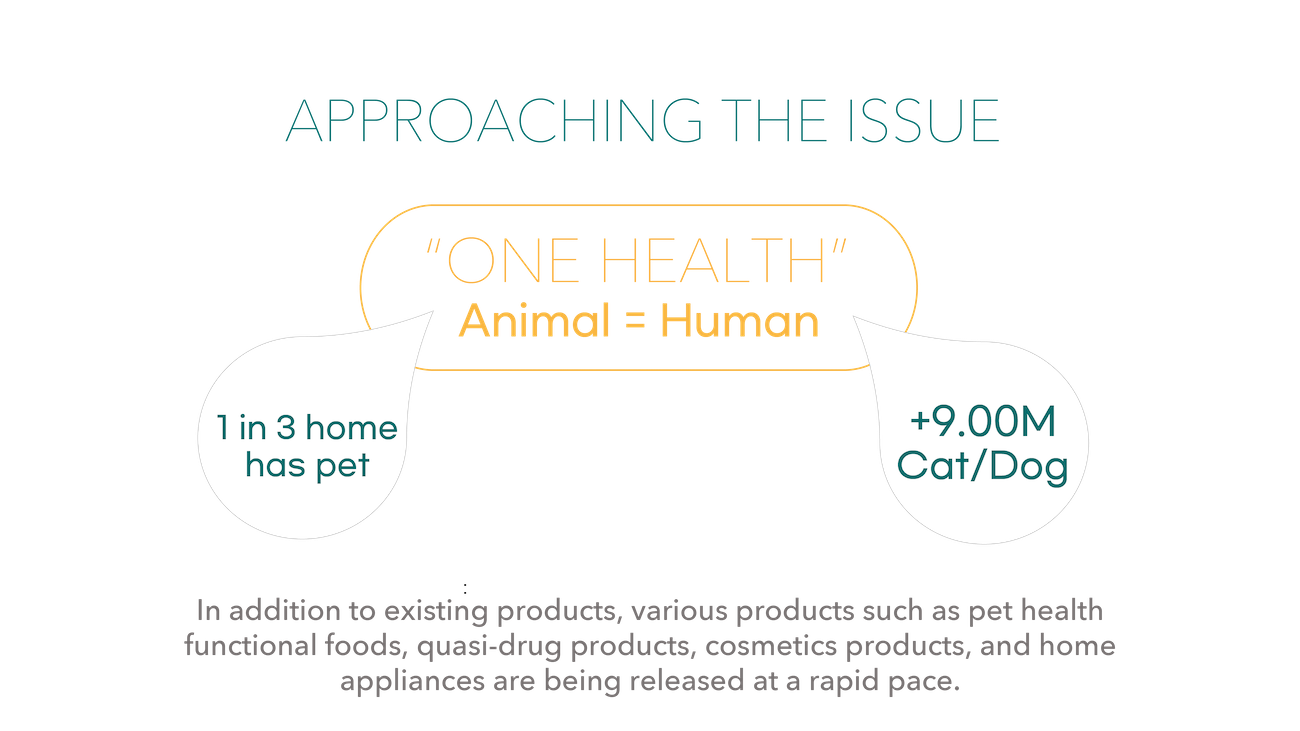 APPROACHING THE ISSUE
“ONE HEALTH”
Animal = Human
1 in 3 home
has pet
+9.00M
Cat/Dog
:
In addition to existing products, various products such as pet health
functional foods, quasi-drug products, cosmetics products, and home
appliances are being released at a rapid pace.